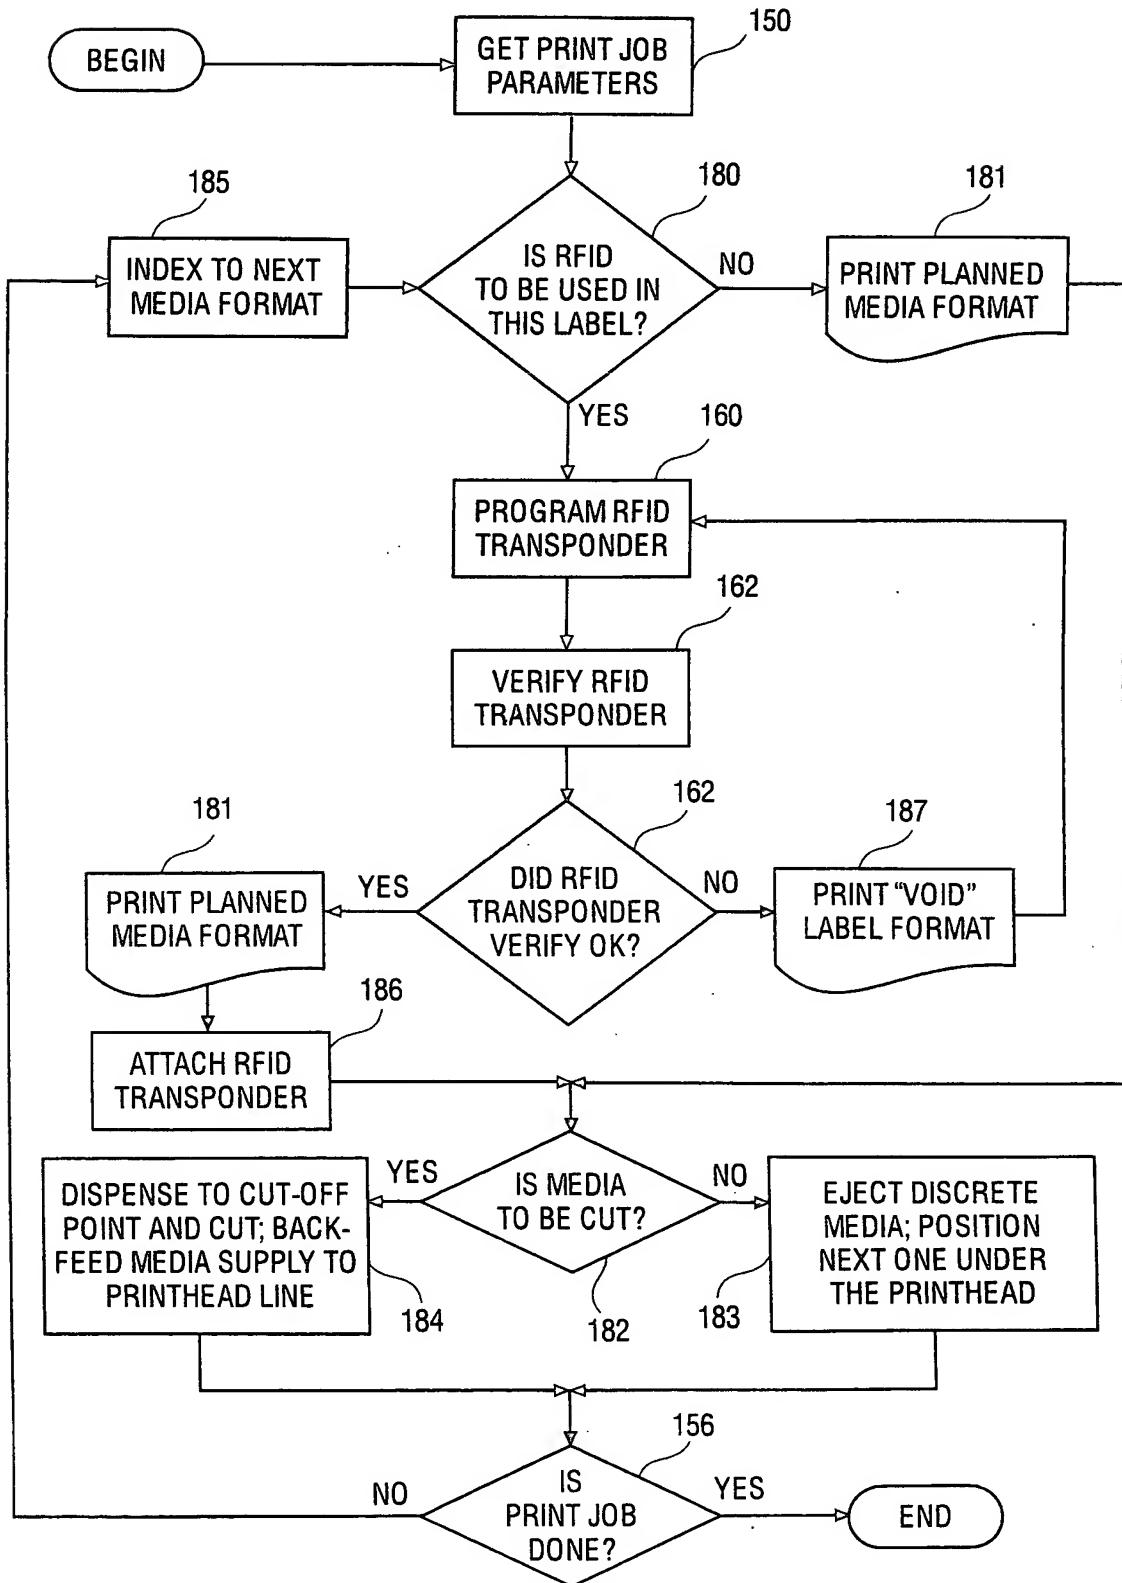 BEGIN
GET PRINT JOB
PARAMETERS
150
185
INDEX TO NEXT
MEDIA FORMAT
180
IS RFID
TO BE USED IN
THIS LABEL?
NO
181
PRINT PLANNED
MEDIA FORMAT
YES
160
PROGRAM RFID
TRANSPONDER
162
VERIFY RFID
TRANSPONDER
181
PRINT PLANNED
MEDIA FORMAT
YES
162
DID RFID
TRANSPONDER
VERIFY OK?
NO
187
PRINT “VOID”
LABEL FORMAT
186
ATTACH RFID
TRANSPONDER
DISPENSE TO CUT-OFF
POINT AND CUT; BACK-
FEED MEDIA SUPPLY TO
PRINTHEAD LINE
184
YES
IS MEDIA
TO BE CUT?
182
NO
EJECT DISCRETE
MEDIA; POSITION
NEXT ONE UNDER
THE PRINTHEAD
183
156
NO
IS
PRINT JOB
DONE?
YES
END